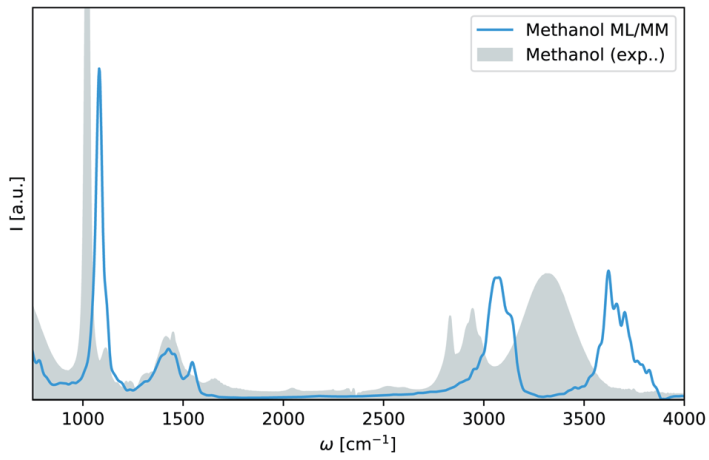 Methanol ML/MM
Methanol (exp..)
I [a.u.]
1000 1500 2000 2500 3000 3500 4000
ω [cm⁻¹]